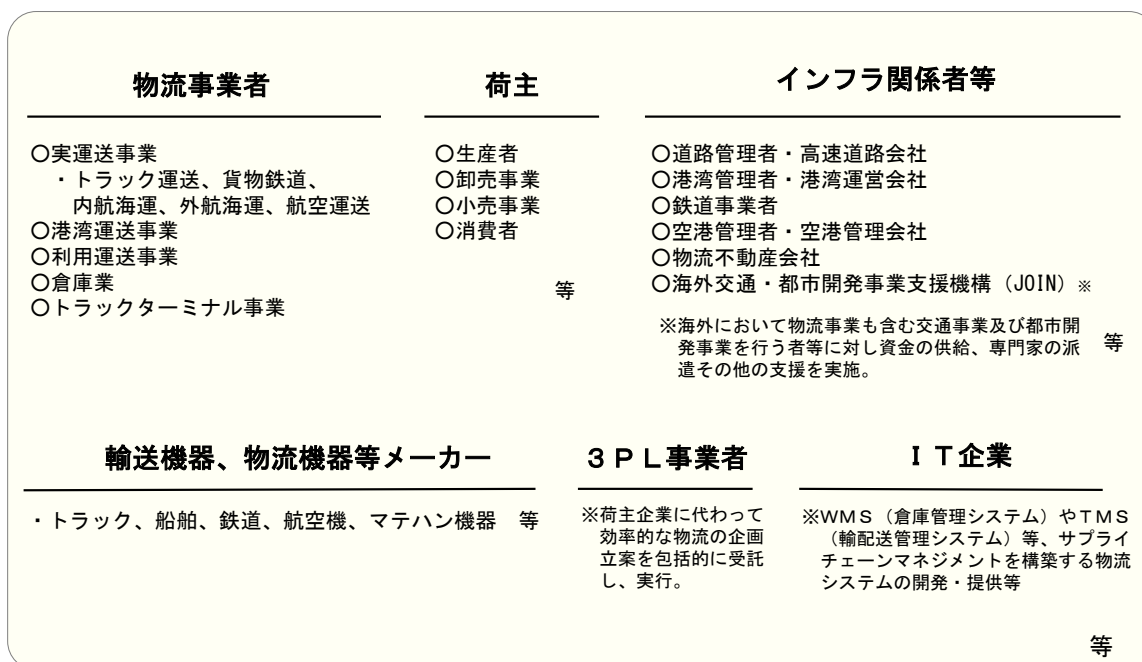 物流事業者
〇実運送事業
・トラック運送、貨物鉄道、
内航海運、外航海運、航空運送
〇港湾運送事業
〇利用運送事業
〇倉庫業
〇トラックターミナル事業
荷主
〇生産者
〇卸売事業
〇小売事業
〇消費者
等
インフラ関係者等
〇道路管理者・高速道路会社
〇港湾管理者・港湾運営会社
〇鉄道事業者
〇空港管理者・空港管理会社
〇物流不動産会社
〇海外交通・都市開発事業支援機構（JOIN）※
※海外において物流事業も含む交通事業及び都市開
発事業を行う者等に対し資金の供給、専門家の派
遣その他の支援を実施。
等
輸送機器、物流機器等メーカー
・トラック、船舶、鉄道、航空機、マテハン機器　等
３ＰＬ事業者
※荷主企業に代わって
効率的な物流の企画
立案を包括的に受託
し、実行。
ＩＴ企業
※ＷＭＳ（倉庫管理システム）やＴＭＳ
（輸配送管理システム）等、サプライ
チェーンマネジメントを構築する物流
システムの開発・提供等
等